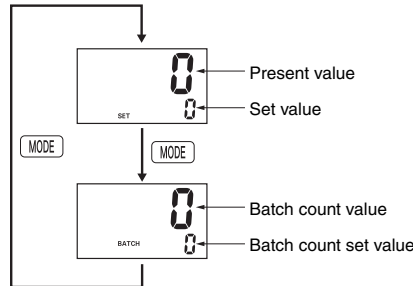 0
Present value
SET
0
Set value
MODE
MODE
0
Batch count value
BATCH
0
Batch count set value